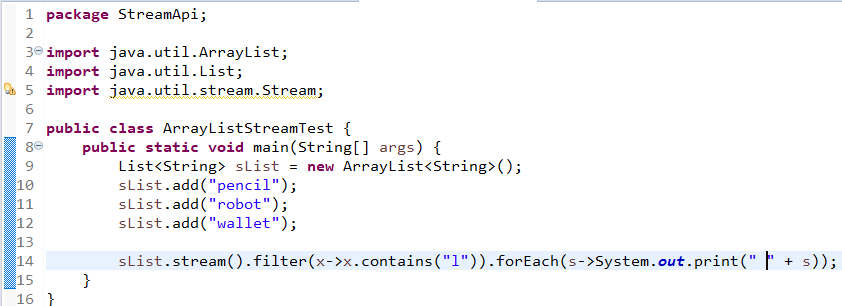 1 package StreamApi;
2
3 import java.util.ArrayList;
4 import java.util.List;
5 import java.util.stream.Stream;
6
7 public class ArrayListStreamTest {
8     public static void main(String[] args) {
9         List<String> sList = new ArrayList<String>();
10         sList.add("pencil");
11         sList.add("robot");
12         sList.add("wallet");
13
14         sList.stream().filter(x->x.contains("l")).forEach(s->System.out.print(" " + s));
15     }
16 }